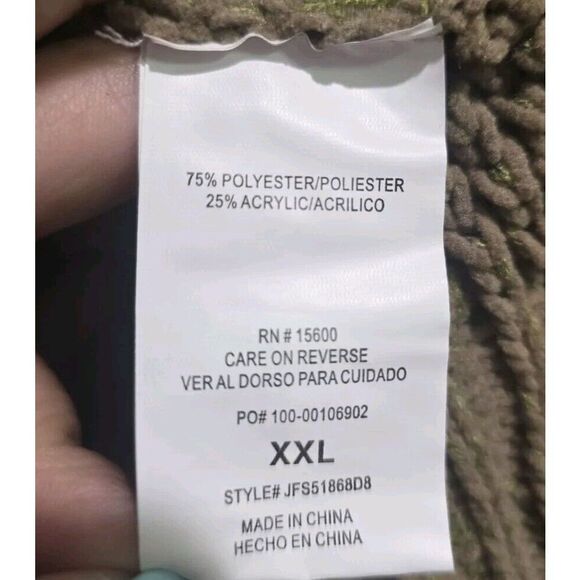 75% POLYESTER/POLIESTER
25% ACRYLIC/ACRILICO
RN # 15600
CARE ON REVERSE
VER AL DORSO PARA CUIDADO
PO# 100-00106902
XXL
STYLE# JFS51868D8
MADE IN CHINA
HECHO EN CHINA